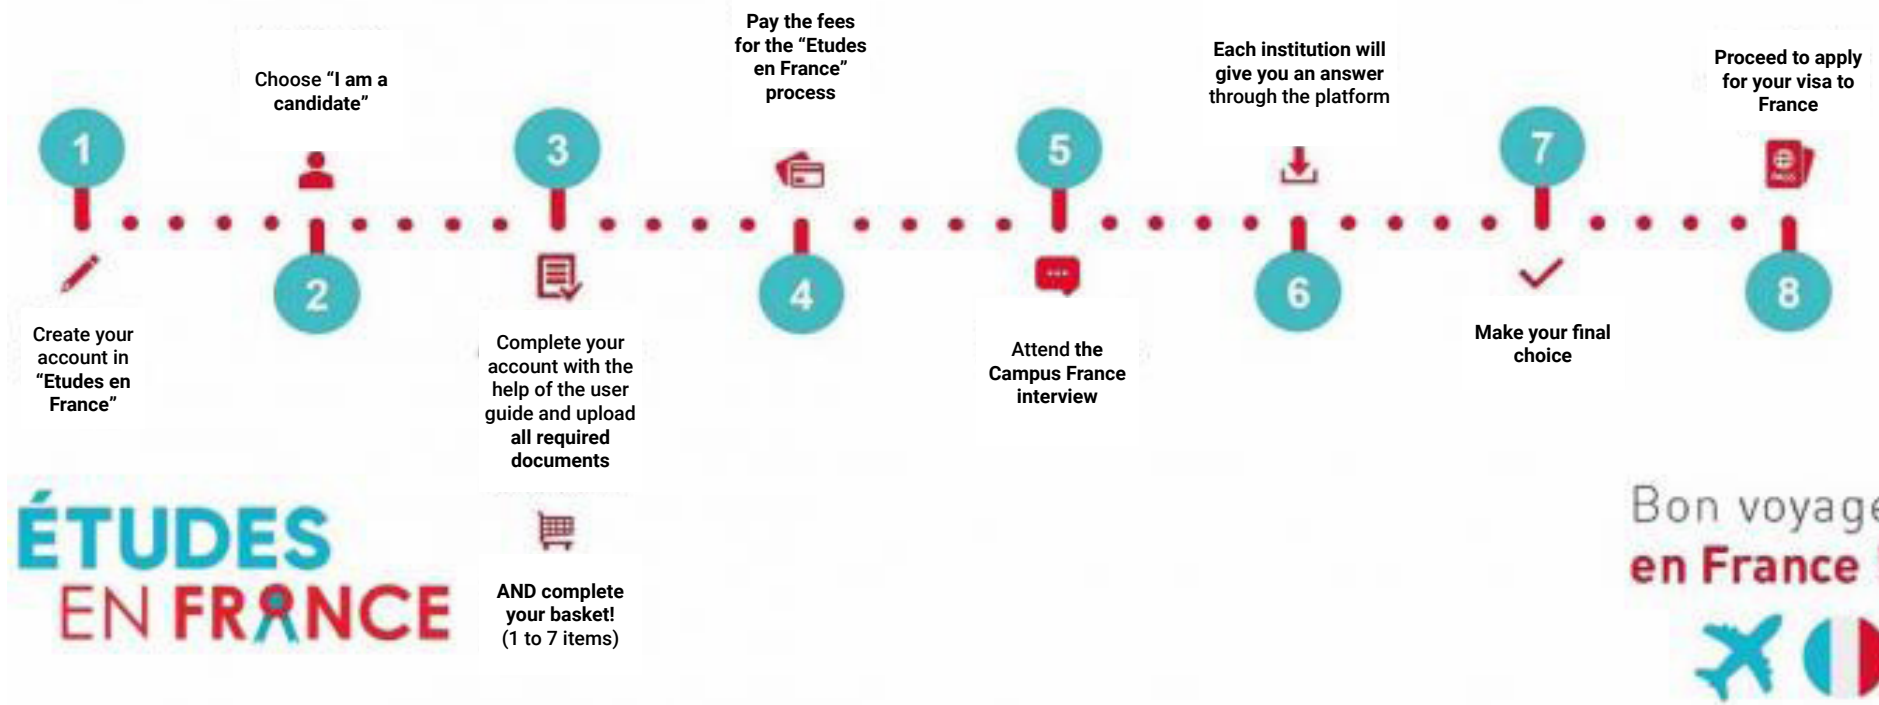 1
Create your
account in
“Etudes en
France”
Choose “I am a
candidate”
2
3
Complete your
account with the
help of the user
guide and upload
all required
documents
AND complete
your basket!
(1 to 7 items)
Pay the fees
for the “Etudes
en France”
process
4
5
Attend the
Campus France
interview
Each institution will
give you an answer
through the platform
6
7
Make your final
choice
Proceed to apply
for your visa to
France
PASS
8
ÉTUDES
EN FRANCE
Bon voyage
en France !